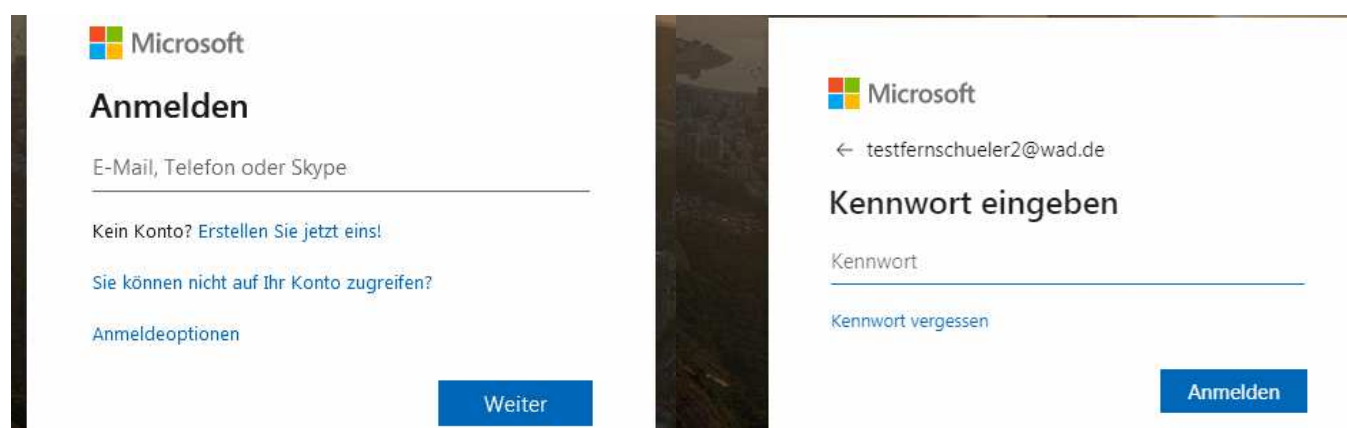 Microsoft
Anmelden
E-Mail, Telefon oder Skype
Kein Konto? Erstellen Sie jetzt eins!
Sie können nicht auf Ihr Konto zugreifen?
Anmeldeoptionen
Weiter
Microsoft
← testfernschueler2@wad.de
Kennwort eingeben
Kennwort
Kennwort vergessen
Anmelden